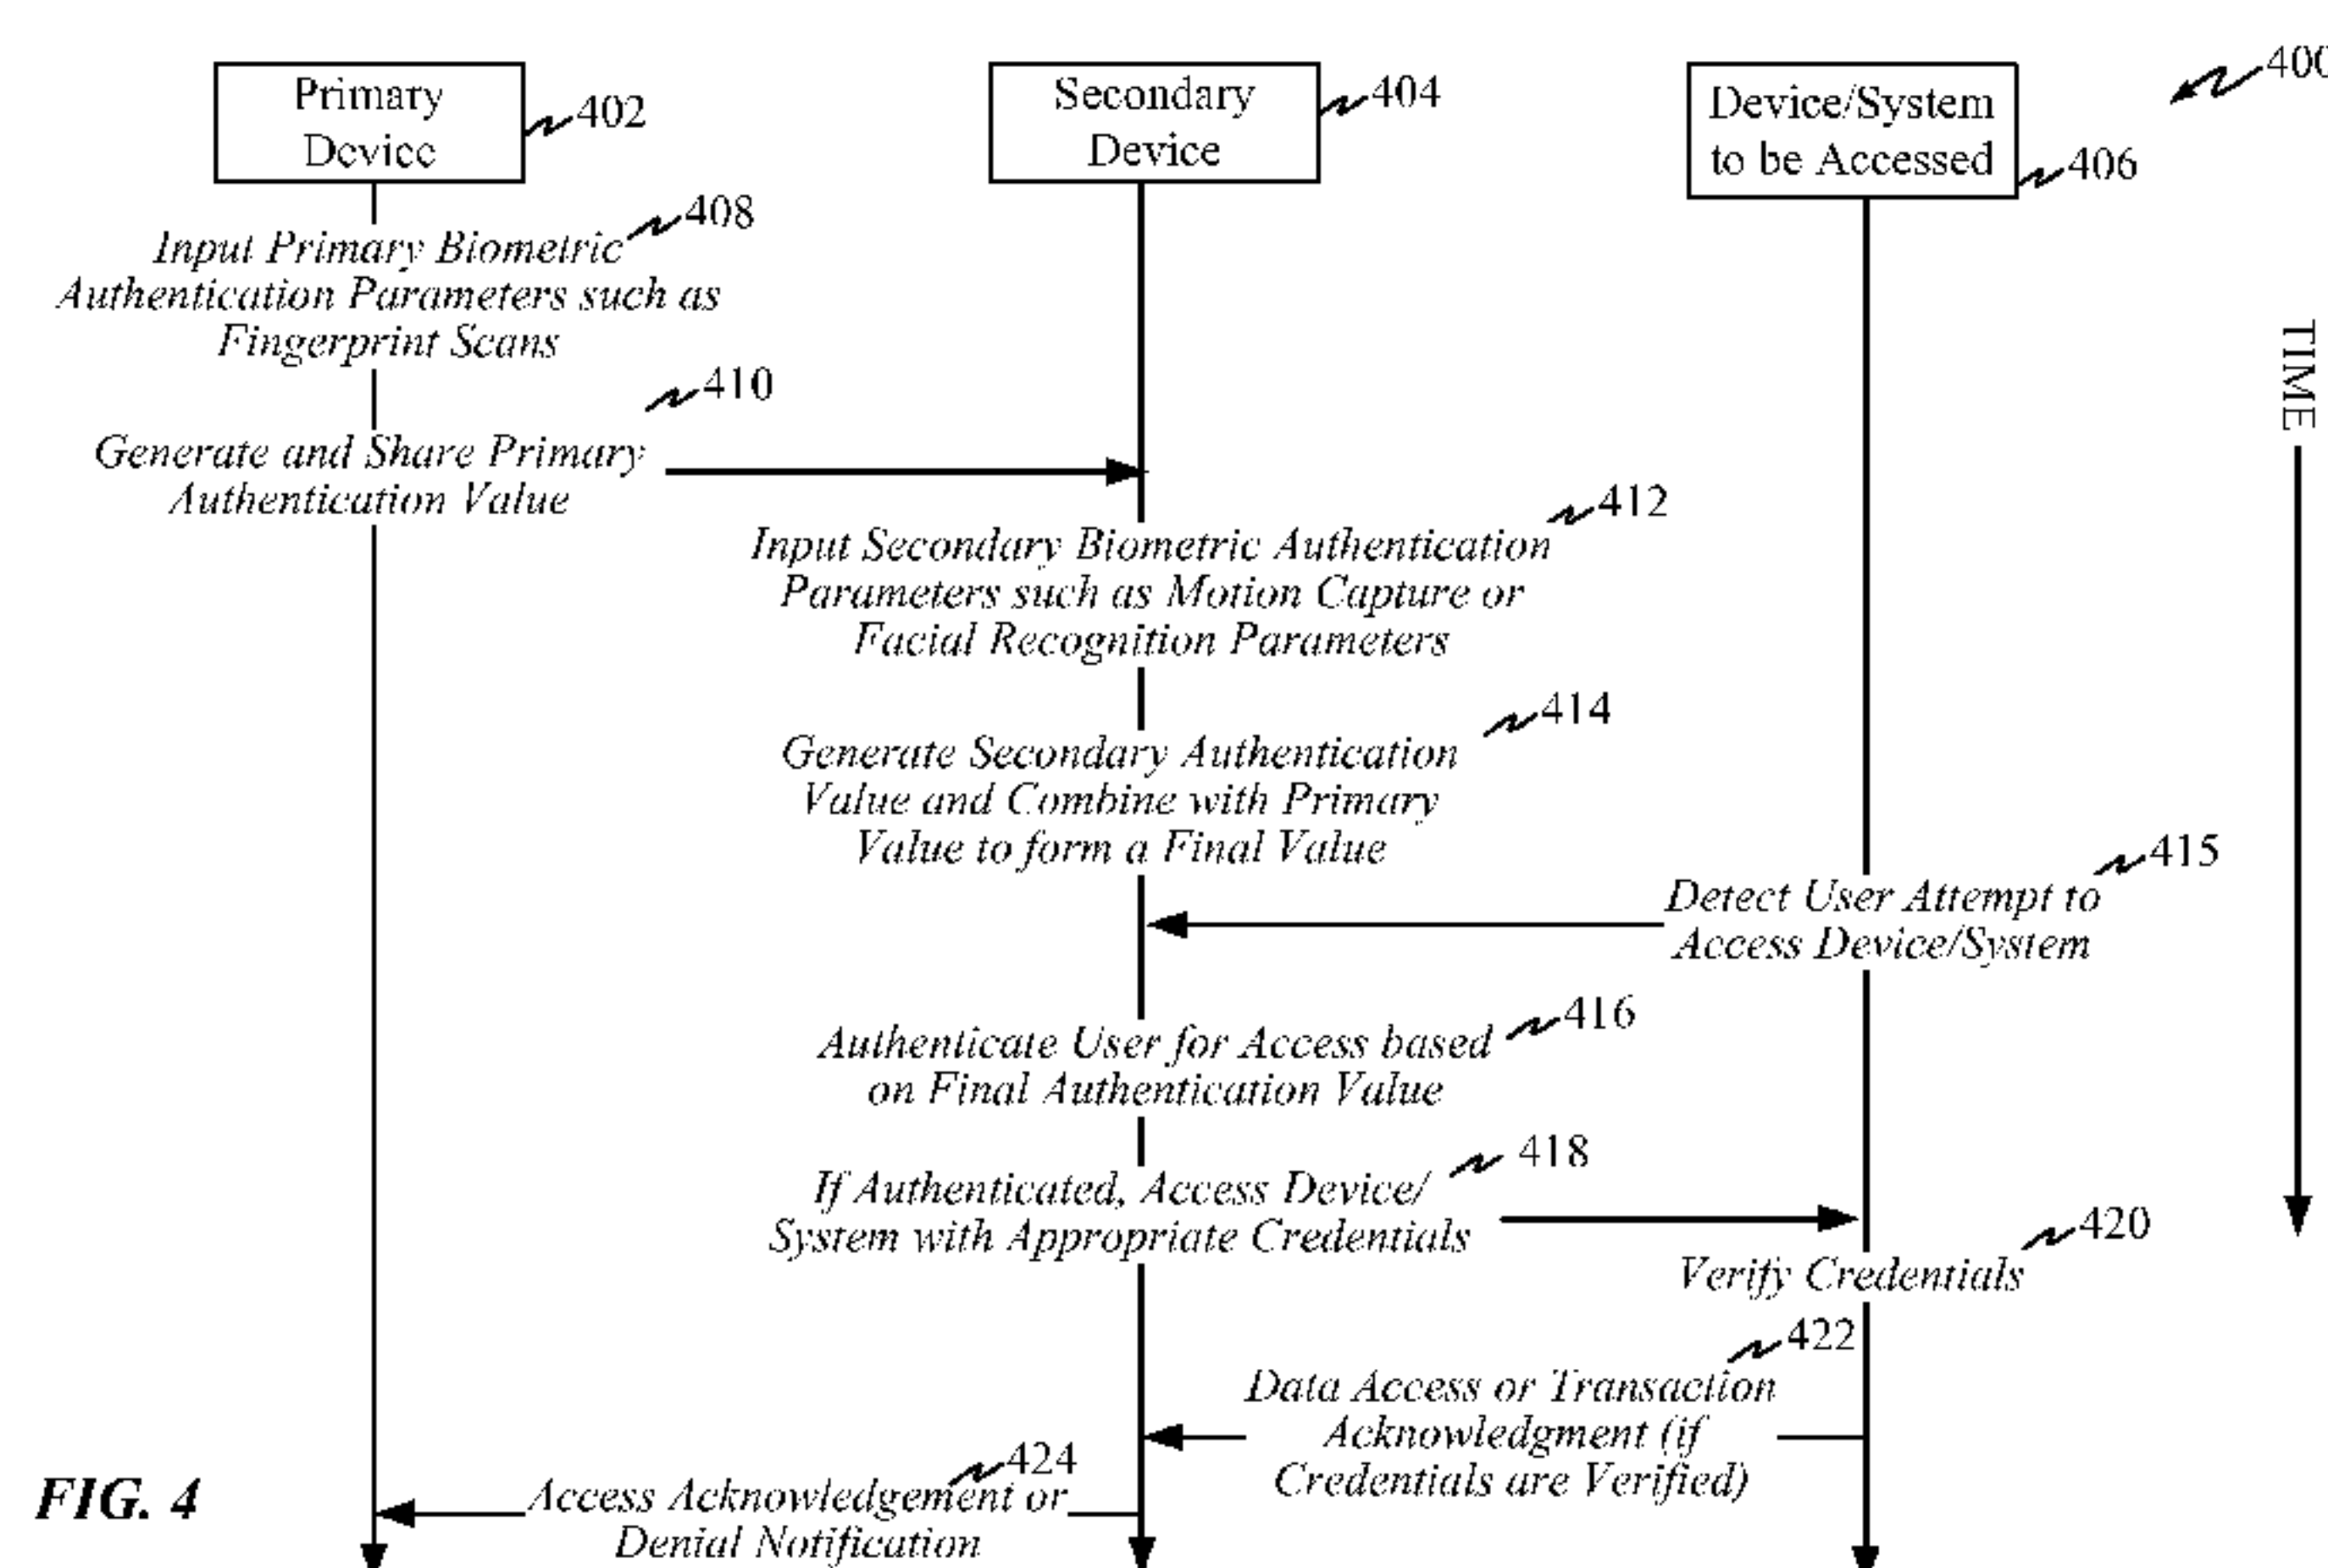 400
Primary
Device
402
Secondary
Device
404
Device/System
to be Accessed
406
408
Input Primary Biometric
Authentication Parameters such as
Fingerprint Scans
TIME
410
Generate and Share Primary
Authentication Value
412
Input Secondary Biometric Authentication
Parameters such as Motion Capture or
Facial Recognition Parameters
414
Generate Secondary Authentication
Value and Combine with Primary
Value to form a Final Value
415
Detect User Attempt to
Access Device/System
416
Authenticate User for Access based
on Final Authentication Value
418
If Authenticated, Access Device/
System with Appropriate Credentials
420
Verify Credentials
422
Data Access or Transaction
Acknowledgment (if
Credentials are Verified)
424
Access Acknowledgement or
Denial Notification
FIG. 4